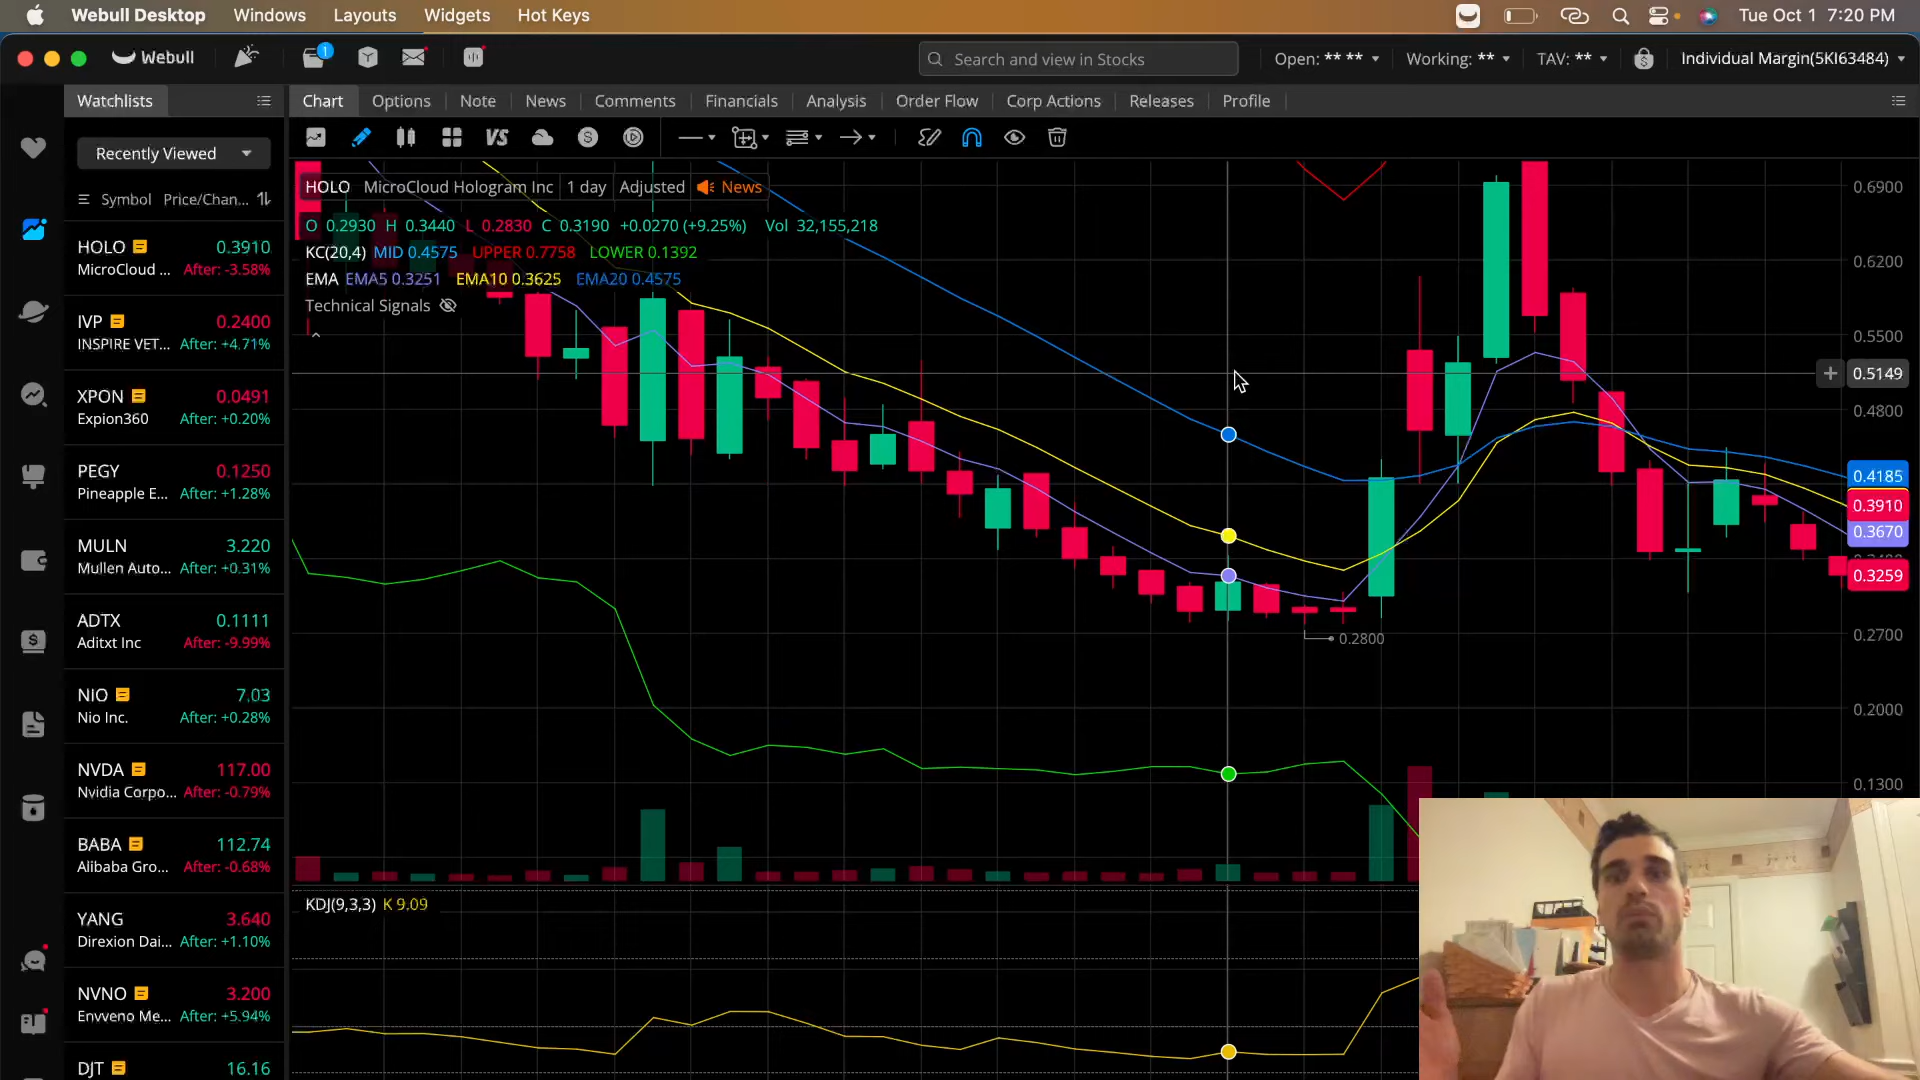 Webull Desktop Windows Layouts Widgets Hot Keys Tue Oct 1 7:20 PM
Webull 1 Search and view in Stocks Open: ** ** Working: ** TAV: ** Individual Margin(5KI63484)
Watchlists Chart Options Note News Comments Financials Analysis Order Flow Corp Actions Releases Profile
Recently Viewed
VS
Symbol Price/Chan...
HOLO 0.3910
MicroCloud ... After: -3.58%
IVP 0.2400
INSPIRE VET... After: +4.71%
XPON 0.0491
Expion360 After: +0.20%
PEGY 0.1250
Pineapple E... After: +1.28%
MULN 3.220
Mullen Auto... After: +0.31%
ADTX 0.1111
Aditxt Inc After: -9.99%
NIO 7.03
Nio Inc. After: +0.28%
NVDA 117.00
Nvidia Corpo... After: -0.79%
BABA 112.74
Alibaba Gro... After: -0.68%
YANG 3.640
Direxion Dai... After: +1.10%
NVNO 3.200
Envveno Me... After: +5.94%
DJT 16.16
HOLO MicroCloud Hologram Inc 1 day Adjusted News
O 0.2930 H 0.3440 L 0.2830 C 0.3190 +0.0270 (+9.25%) Vol 32,155,218
KC(20,4) MID 0.4575 UPPER 0.7758 LOWER 0.1392
EMA EMA5 0.3251 EMA10 0.3625 EMA20 0.4575
Technical Signals
0.2800
KDJ(9,3,3) K 9.09
0.6900
0.6200
0.5500
0.5149
0.4800
0.4185
0.3910
0.3670
0.3259
0.2700
0.2000
0.1300